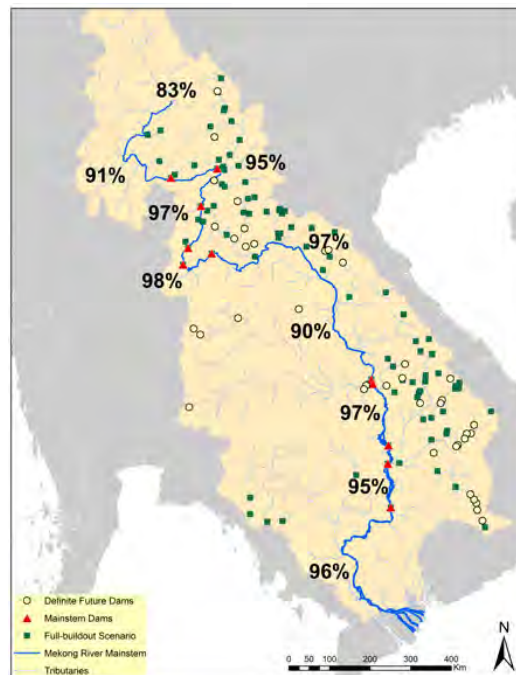 83%
91%
95%
97%
97%
98%
90%
97%
95%
96%
Definite Future Dams
Mainstem Dams
Full-buildout Scenario
Mekong River Mainstem
Tributaries
N
0 50 100 200 300 400
Km